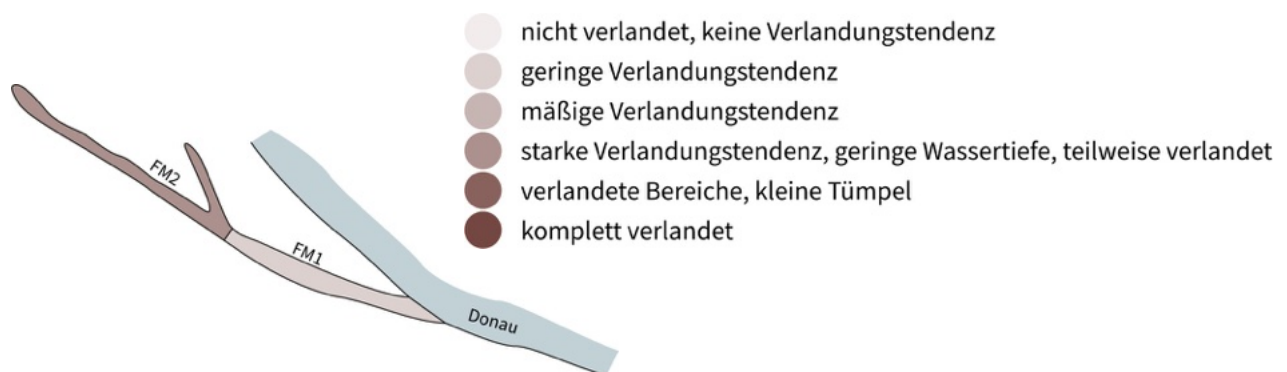 nicht verlandet, keine Verlandungstendenz
geringe Verlandungstendenz
mäßige Verlandungstendenz
starke Verlandungstendenz, geringe Wassertiefe, teilweise verlandet
verlandete Bereiche, kleine Tümpel
komplett verlandet
FM2
FM1
Donau